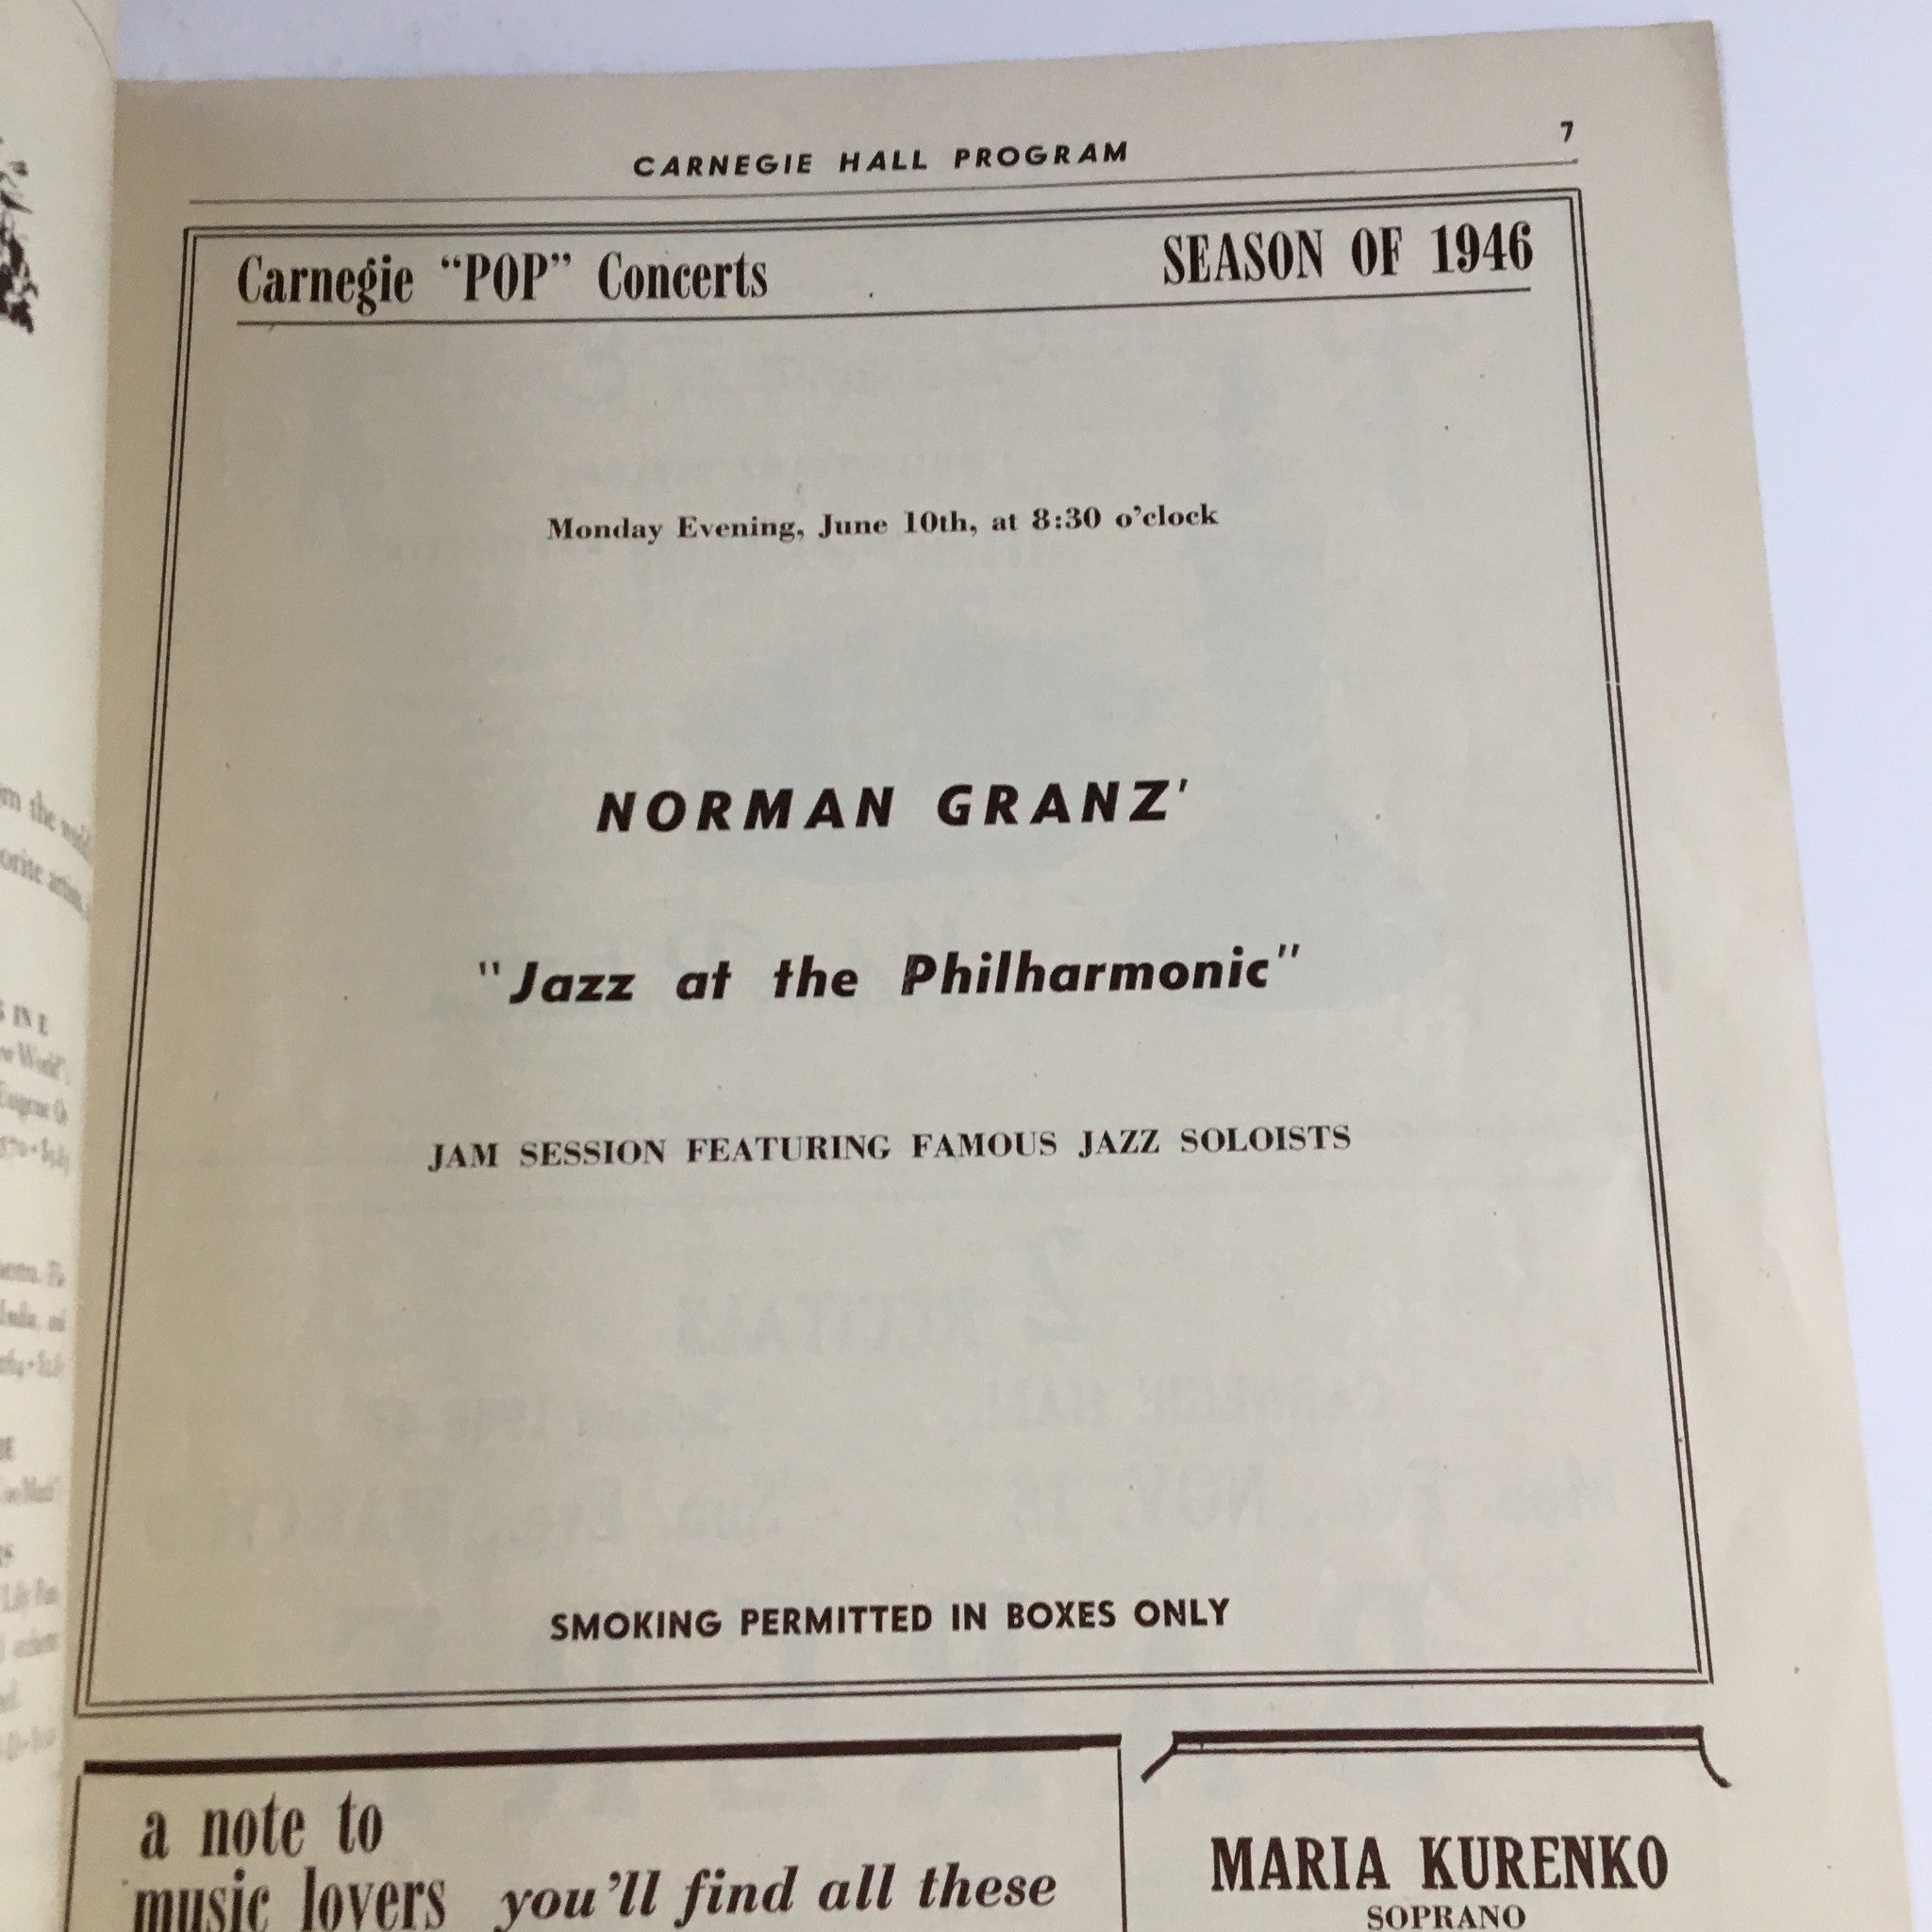 CARNEGIE HALL PROGRAM
7
Carnegie “POP” Concerts
SEASON OF 1946
Monday Evening, June 10th, at 8:30 o’clock
NORMAN GRANZ'
"Jazz at the Philharmonic"
JAM SESSION FEATURING FAMOUS JAZZ SOLOISTS
SMOKING PERMITTED IN BOXES ONLY
a note to
music lovers you’ll find all these
MARIA KURENKO
SOPRANO